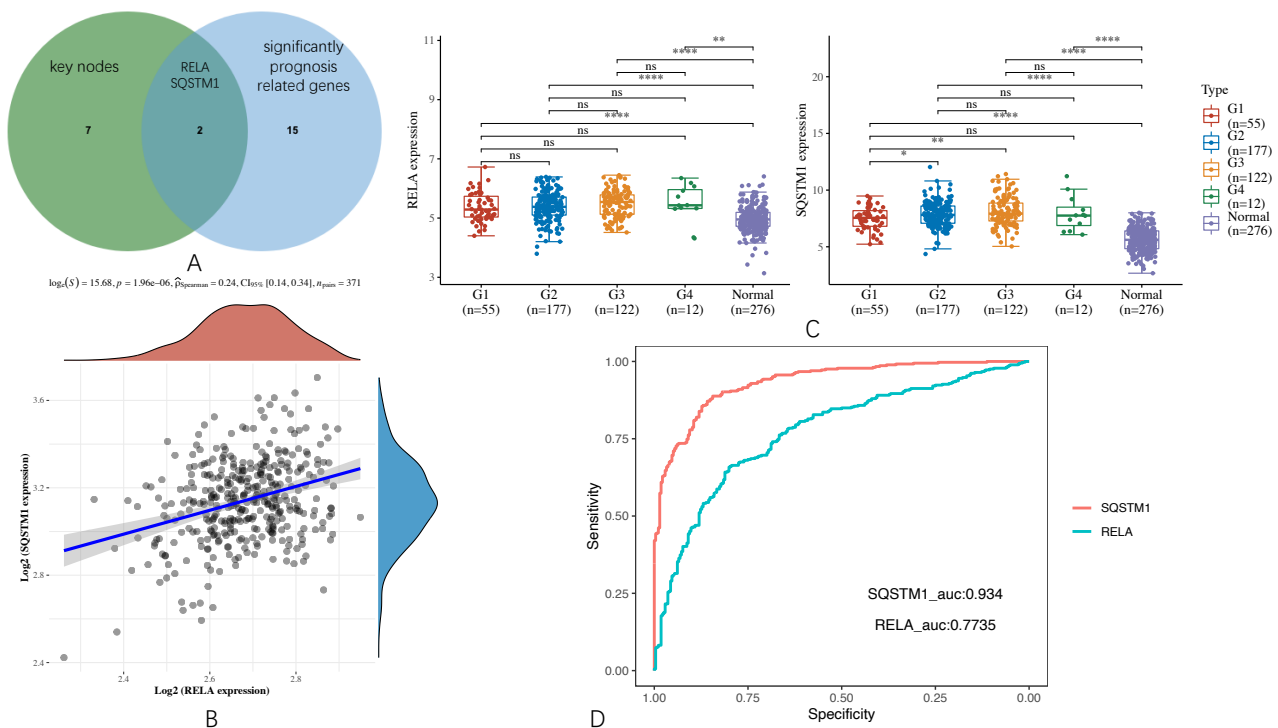 key nodes
RELA
SQSTM1
significantly
prognosis
related genes
7
2
15
A
log_e(S) = 15.68, p = 1.96e−06, ρ̂_Spearman = 0.24, CI_95% [0.14, 0.34], n_pairs = 371
3.6
3.2
2.8
2.4
Log2 (SQSTM1 expression)
2.4
2.6
2.8
Log2 (RELA expression)
B
RELA expression
11
9
7
5
3
**
****
ns
****
ns
ns
****
ns
ns
ns
G1
(n=55)
G2
(n=177)
G3
(n=122)
G4
(n=12)
Normal
(n=276)
SQSTM1 expression
20
15
10
5
****
****
ns
****
ns
ns
****
ns
**
*
G1
(n=55)
G2
(n=177)
G3
(n=122)
G4
(n=12)
Normal
(n=276)
Type
G1
(n=55)
G2
(n=177)
G3
(n=122)
G4
(n=12)
Normal
(n=276)
C
Sensitivity
1.00
0.75
0.50
0.25
0.00
SQSTM1_auc:0.934
RELA_auc:0.7735
1.00
0.75
0.50
0.25
0.00
Specificity
SQSTM1
RELA
D